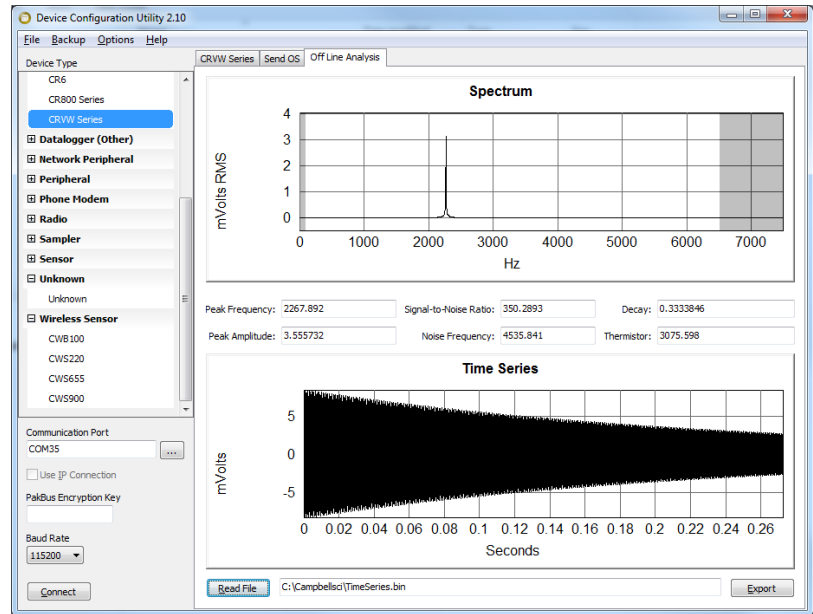 Device Configuration Utility 2.10
File Backup Options Help
Device Type
CR6
CR800 Series
CRVW Series
Datalogger (Other)
Network Peripheral
Peripheral
Phone Modem
Radio
Sampler
Sensor
Unknown
Unknown
Wireless Sensor
CWB100
CWS220
CWS655
CWS900
Communication Port
COM35
...
Use IP Connection
PakBus Encryption Key
Baud Rate
115200
Connect
CRVW Series Send OS Off Line Analysis
Spectrum
mVolts RMS
4
3
2
1
0
0 1000 2000 3000 4000 5000 6000 7000
Hz
Peak Frequency: 2267.892 Signal-to-Noise Ratio: 350.2893 Decay: 0.3333846
Peak Amplitude: 3.555732 Noise Frequency: 4535.841 Thermistor: 3075.598
Time Series
mVolts
5
0
-5
0 0.02 0.04 0.06 0.08 0.1 0.12 0.14 0.16 0.18 0.2 0.22 0.24 0.26
Seconds
Read File C:\Campbellsci\TimeSeries.bin Export